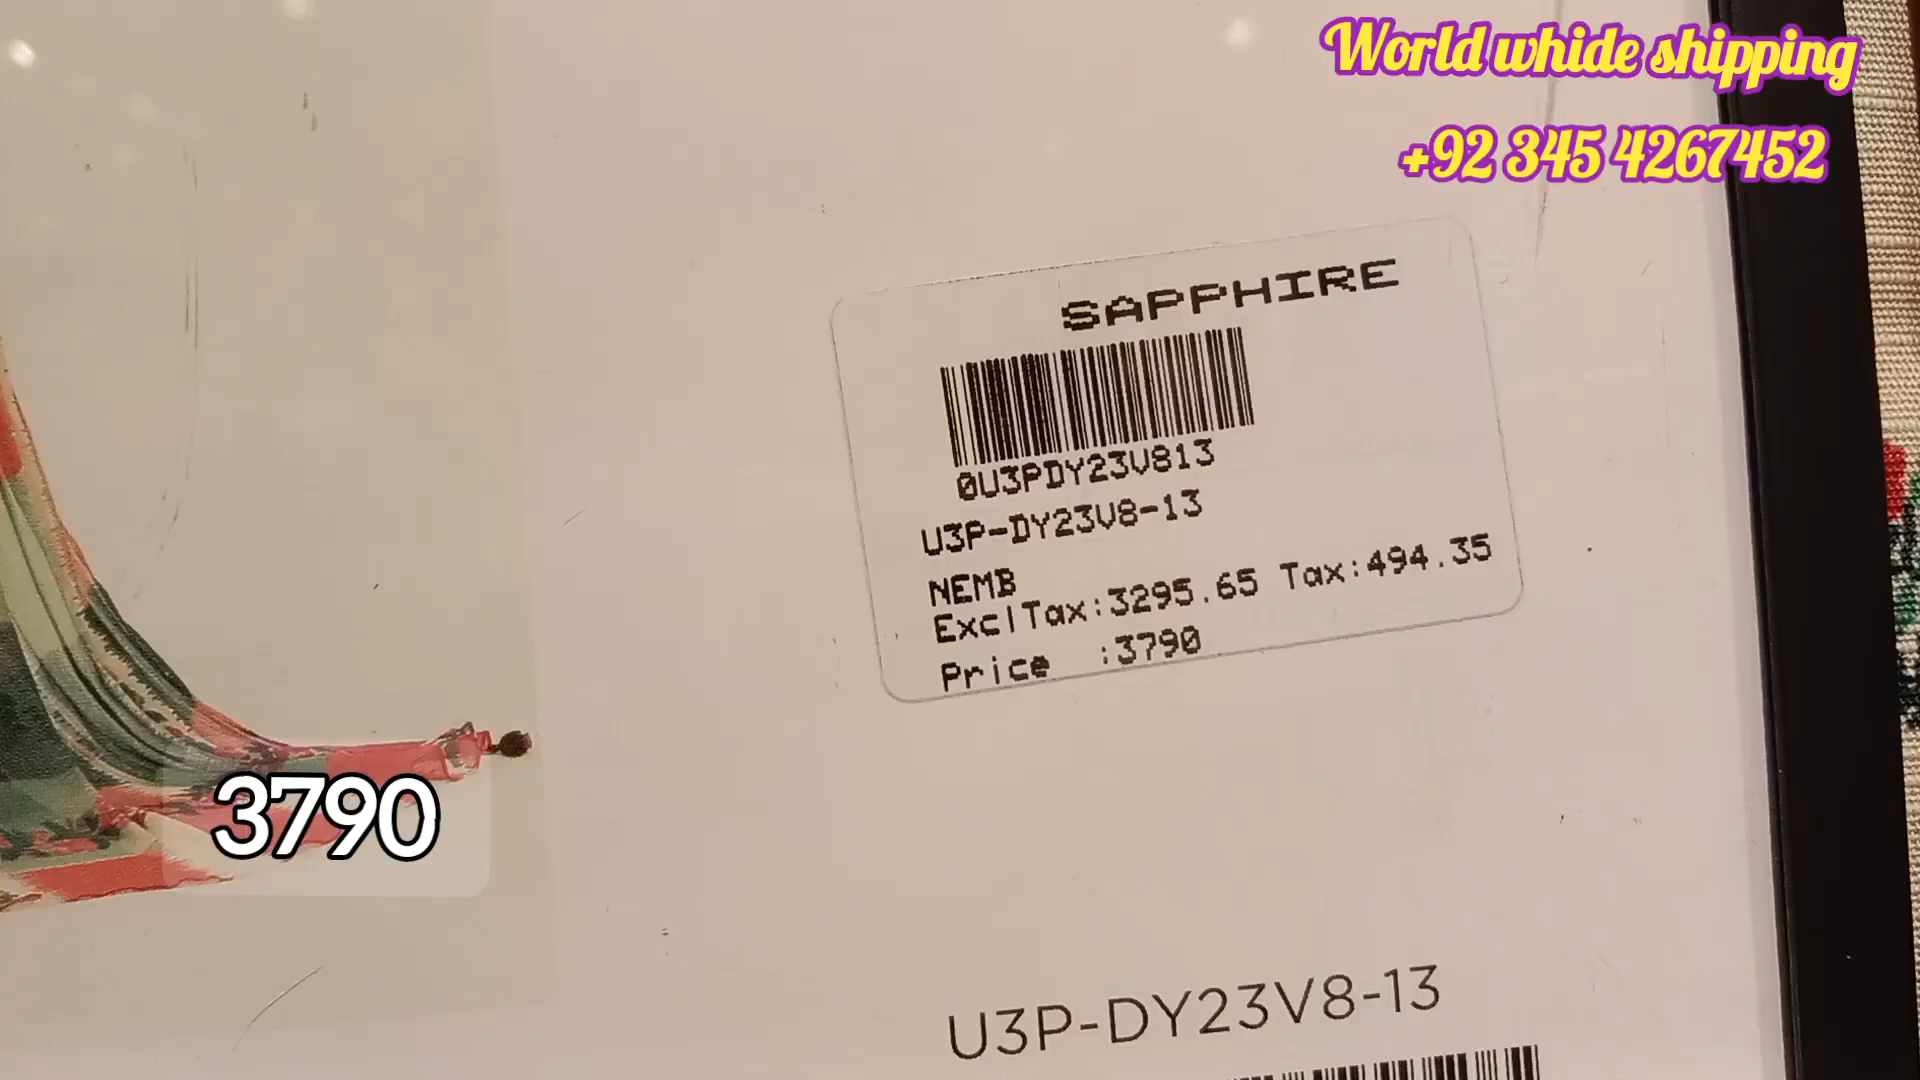 World whide shipping
+92 345 4267452
SAPPHIRE
0U3PDY23V813
U3P-DY23V8-13
NEMB
ExclTax:3295.65 Tax:494.35
Price :3790
3790
U3P-DY23V8-13